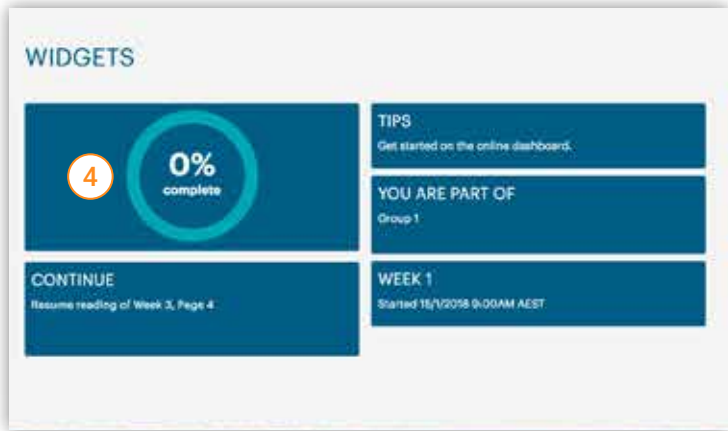 WIDGETS
4
0%
complete
CONTINUE
Resume reading of Week 3, Page 4
TIPS
Get started on the online dashboard.
YOU ARE PART OF
Group 1
WEEK 1
Started 15/1/2018 9:00AM AEST